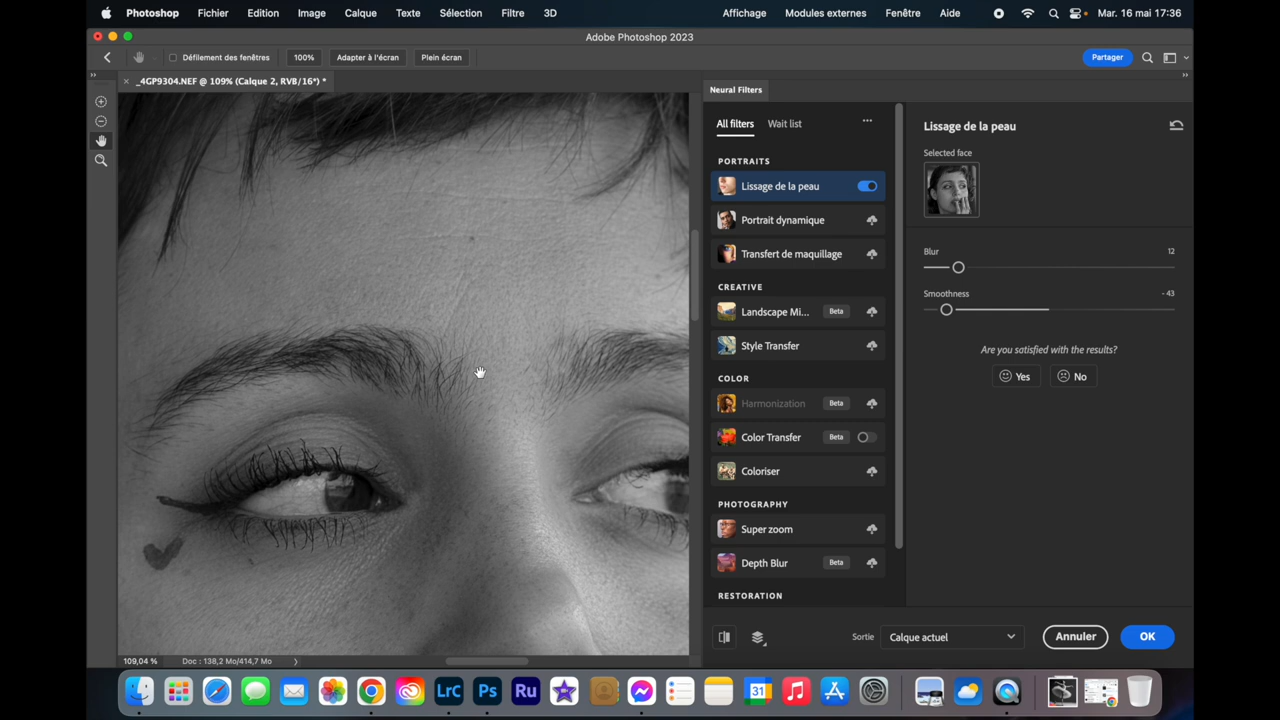 Photoshop Fichier Edition Image Calque Texte Sélection Filtre 3D Affichage Modules externes Fenêtre Aide Mar. 16 mai 17:36
Adobe Photoshop 2023
Défilement des fenêtres 100% Adapter à l'écran Plein écran Partager
_4GP9304.NEF @ 109% (Calque 2, RVB/16*) *
Neural Filters
All filters Wait list
PORTRAITS
Lissage de la peau
Portrait dynamique
Transfert de maquillage
CREATIVE
Landscape Mi... Beta
Style Transfer
COLOR
Harmonization Beta
Color Transfer Beta
Coloriser
PHOTOGRAPHY
Super zoom
Depth Blur Beta
RESTORATION
Lissage de la peau
Selected face
Blur 12
Smoothness -43
Are you satisfied with the results?
Yes No
Sortie Calque actuel Annuler OK
109,04 % Doc : 138,2 Mo/414,7 Mo
LrC Ps Ru 31